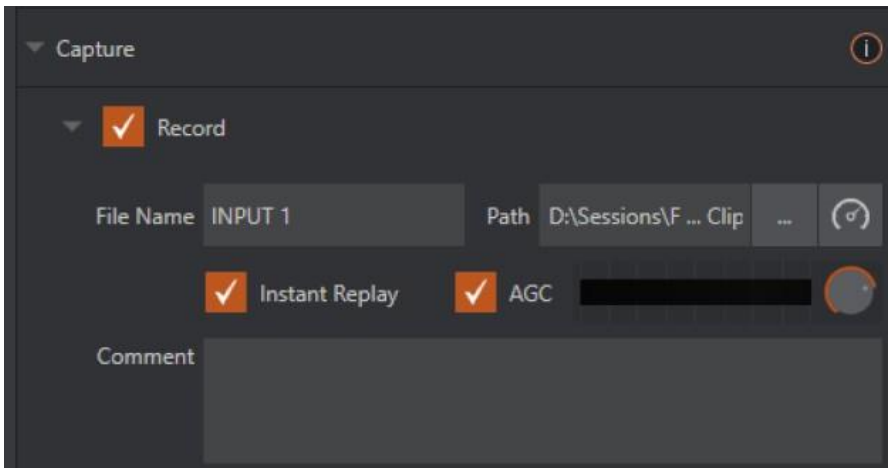 Capture
Record
File Name INPUT 1 Path D:\Sessions\F ... Clip ...
Instant Replay AGC
Comment